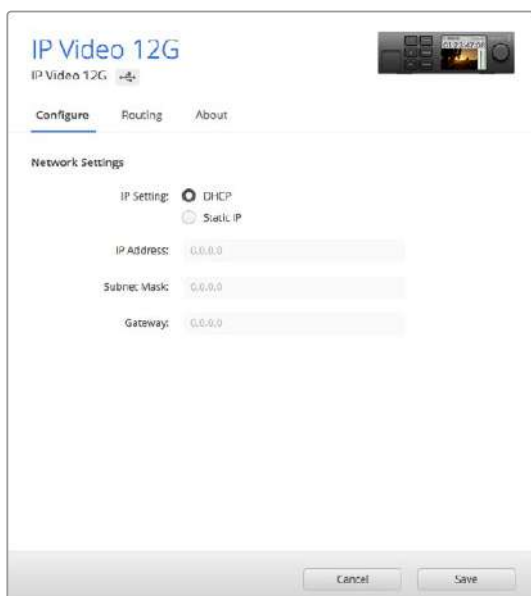 IP Video 12G
IP Video 12G
Configure Routing About
Network Settings
IP Setting: DHCP
Static IP
IP Address: 0.0.0.0
Subnet Mask: 0.0.0.0
Gateway: 0.0.0.0
Cancel Save